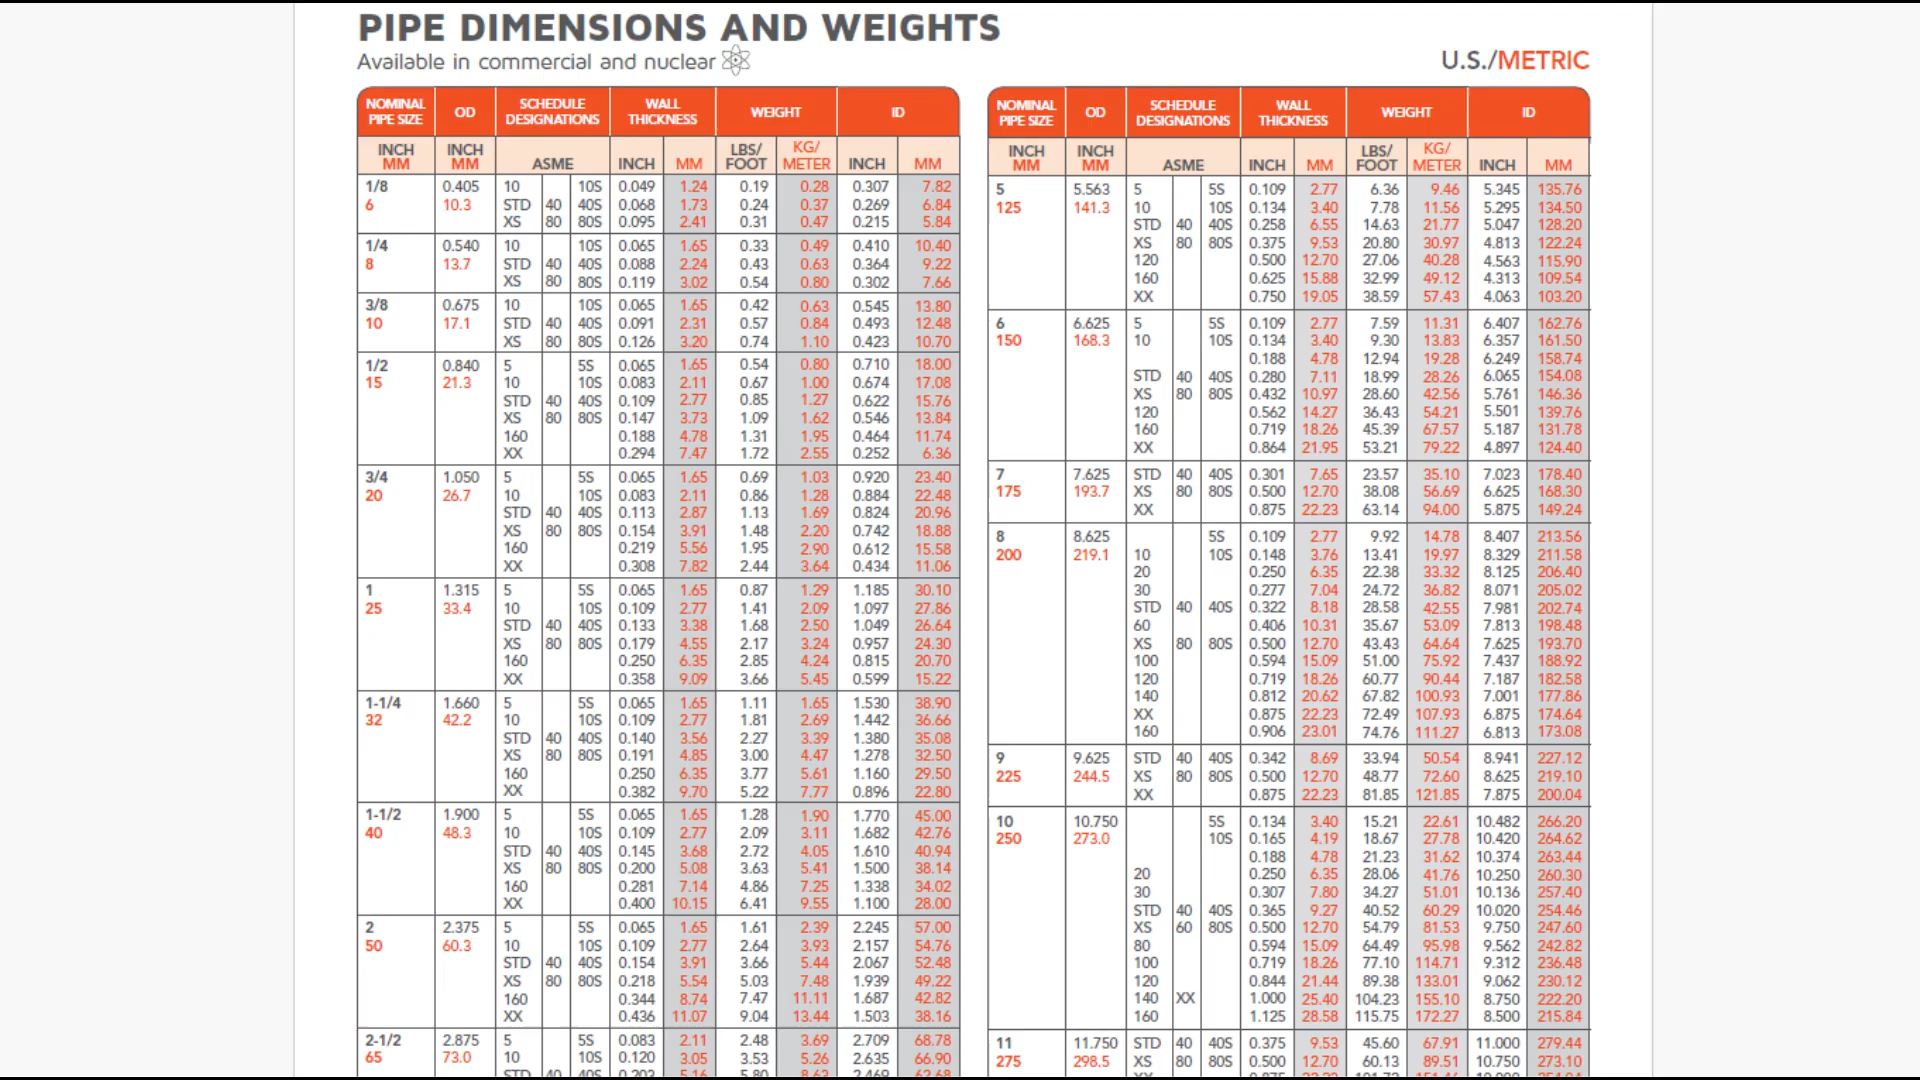 PIPE DIMENSIONS AND WEIGHTS
Available in commercial and nuclear
U.S./METRIC
NOMINAL PIPE SIZE OD SCHEDULE DESIGNATIONS WALL THICKNESS WEIGHT ID
INCH MM INCH MM ASME INCH MM LBS/FOOT KG/METER INCH MM
1/8 0.405 10 10S 0.049 1.24 0.19 0.28 0.307 7.82
6 10.3 STD 40 40S 0.068 1.73 0.24 0.37 0.269 6.84
XS 80 80S 0.095 2.41 0.31 0.47 0.215 5.84
1/4 0.540 10 10S 0.065 1.65 0.33 0.49 0.410 10.40
8 13.7 STD 40 40S 0.088 2.24 0.43 0.63 0.364 9.22
XS 80 80S 0.119 3.02 0.54 0.80 0.302 7.66
3/8 0.675 10 10S 0.065 1.65 0.42 0.63 0.545 13.80
10 17.1 STD 40 40S 0.091 2.31 0.57 0.84 0.493 12.48
XS 80 80S 0.126 3.20 0.74 1.10 0.423 10.70
1/2 0.840 5 5S 0.065 1.65 0.54 0.80 0.710 18.00
15 21.3 10 10S 0.083 2.11 0.67 1.00 0.674 17.08
STD 40 40S 0.109 2.77 0.85 1.27 0.622 15.76
XS 80 80S 0.147 3.73 1.09 1.62 0.546 13.84
160 0.188 4.78 1.31 1.95 0.464 11.74
XX 0.294 7.47 1.72 2.55 0.252 6.36
3/4 1.050 5 5S 0.065 1.65 0.69 1.03 0.920 23.40
20 26.7 10 10S 0.083 2.11 0.86 1.28 0.884 22.48
STD 40 40S 0.113 2.87 1.13 1.69 0.824 20.96
XS 80 80S 0.154 3.91 1.48 2.20 0.742 18.88
160 0.219 5.56 1.95 2.90 0.612 15.58
XX 0.308 7.82 2.44 3.64 0.434 11.06
1 1.315 5 5S 0.065 1.65 0.87 1.29 1.185 30.10
25 33.4 10 10S 0.109 2.77 1.41 2.09 1.097 27.86
STD 40 40S 0.133 3.38 1.68 2.50 1.049 26.64
XS 80 80S 0.179 4.55 2.17 3.24 0.957 24.30
160 0.250 6.35 2.85 4.24 0.815 20.70
XX 0.358 9.09 3.66 5.45 0.599 15.22
1-1/4 1.660 5 5S 0.065 1.65 1.11 1.65 1.530 38.90
32 42.2 10 10S 0.109 2.77 1.81 2.69 1.442 36.66
STD 40 40S 0.140 3.56 2.27 3.39 1.380 35.08
XS 80 80S 0.191 4.85 3.00 4.47 1.278 32.50
160 0.250 6.35 3.77 5.61 1.160 29.50
XX 0.382 9.70 5.22 7.77 0.896 22.80
1-1/2 1.900 5 5S 0.065 1.65 1.28 1.90 1.770 45.00
40 48.3 10 10S 0.109 2.77 2.09 3.11 1.682 42.76
STD 40 40S 0.145 3.68 2.72 4.05 1.610 40.94
XS 80 80S 0.200 5.08 3.63 5.41 1.500 38.14
160 0.281 7.14 4.86 7.25 1.338 34.02
XX 0.400 10.15 6.41 9.55 1.100 28.00
2 2.375 5 5S 0.065 1.65 1.61 2.39 2.245 57.00
50 60.3 10 10S 0.109 2.77 2.64 3.93 2.157 54.76
STD 40 40S 0.154 3.91 3.66 5.44 2.067 52.48
XS 80 80S 0.218 5.54 5.03 7.48 1.939 49.22
160 0.344 8.74 7.47 11.11 1.687 42.82
XX 0.436 11.07 9.04 13.44 1.503 38.16
2-1/2 2.875 5 5S 0.083 2.11 2.48 3.69 2.709 68.78
65 73.0 10 10S 0.120 3.05 3.53 5.26 2.635 66.90
STD 40 40S 0.203 5.16 5.80 8.63 2.469 62.68
NOMINAL PIPE SIZE OD SCHEDULE DESIGNATIONS WALL THICKNESS WEIGHT ID
INCH MM INCH MM ASME INCH MM LBS/FOOT KG/METER INCH MM
5 5.563 5 5S 0.109 2.77 6.36 9.46 5.345 135.76
125 141.3 10 10S 0.134 3.40 7.78 11.56 5.295 134.50
STD 40 40S 0.258 6.55 14.63 21.77 5.047 128.20
XS 80 80S 0.375 9.53 20.80 30.97 4.813 122.24
120 0.500 12.70 27.06 40.28 4.563 115.90
160 0.625 15.88 32.99 49.12 4.313 109.54
XX 0.750 19.05 38.59 57.43 4.063 103.20
6 6.625 5 5S 0.109 2.77 7.59 11.31 6.407 162.76
150 168.3 10 10S 0.134 3.40 9.30 13.83 6.357 161.50
0.188 4.78 12.94 19.28 6.249 158.74
STD 40 40S 0.280 7.11 18.99 28.26 6.065 154.08
XS 80 80S 0.432 10.97 28.60 42.56 5.761 146.36
120 0.562 14.27 36.43 54.21 5.501 139.76
160 0.719 18.26 45.39 67.57 5.187 131.78
XX 0.864 21.95 53.21 79.22 4.897 124.40
7 7.625 STD 40 40S 0.301 7.65 23.57 35.10 7.023 178.40
175 193.7 XS 80 80S 0.500 12.70 38.08 56.69 6.625 168.30
XX 0.875 22.23 63.14 94.00 5.875 149.24
8 8.625 5S 0.109 2.77 9.92 14.78 8.407 213.56
200 219.1 10 10S 0.148 3.76 13.41 19.97 8.329 211.58
20 0.250 6.35 22.38 33.32 8.125 206.40
30 0.277 7.04 24.72 36.82 8.071 205.02
STD 40 40S 0.322 8.18 28.58 42.55 7.981 202.74
60 0.406 10.31 35.67 53.09 7.813 198.48
XS 80 80S 0.500 12.70 43.43 64.64 7.625 193.70
100 0.594 15.09 51.00 75.92 7.437 188.92
120 0.719 18.26 60.77 90.44 7.187 182.58
140 0.812 20.62 67.82 100.93 7.001 177.86
XX 0.875 22.23 72.49 107.93 6.875 174.64
160 0.906 23.01 74.76 111.27 6.813 173.08
9 9.625 STD 40 40S 0.342 8.69 33.94 50.54 8.941 227.12
225 244.5 XS 80 80S 0.500 12.70 48.77 72.60 8.625 219.10
XX 0.875 22.23 81.85 121.85 7.875 200.04
10 10.750 5S 0.134 3.40 15.21 22.61 10.482 266.20
250 273.0 10S 0.165 4.19 18.67 27.78 10.420 264.62
0.188 4.78 21.23 31.62 10.374 263.44
20 0.250 6.35 28.06 41.76 10.250 260.30
30 0.307 7.80 34.27 51.01 10.136 257.40
STD 40 40S 0.365 9.27 40.52 60.29 10.020 254.46
XS 60 80S 0.500 12.70 54.79 81.53 9.750 247.60
80 0.594 15.09 64.49 95.98 9.562 242.82
100 0.719 18.26 77.10 114.71 9.312 236.48
120 0.844 21.44 89.38 133.01 9.062 230.12
140 XX 1.000 25.40 104.23 155.10 8.750 222.20
160 1.125 28.58 115.75 172.27 8.500 215.84
11 11.750 STD 40 40S 0.375 9.53 45.60 67.91 11.000 279.44
275 298.5 XS 80 80S 0.500 12.70 60.13 89.51 10.750 273.10